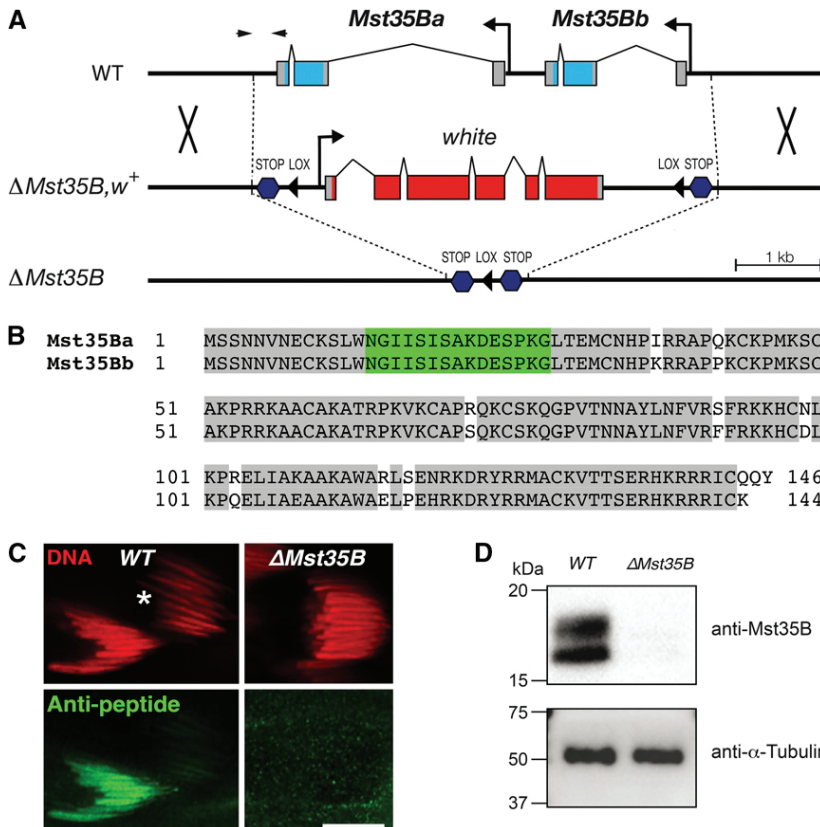 A
Mst35Ba Mst35Bb
WT
white
STOP LOX LOX STOP
ΔMst35B,w+
STOP LOX STOP
ΔMst35B
1 kb
B
Mst35Ba 1 MSSNNVNECKSLWNGIISISAKDESPKGLTEMCNHPIRRAPQKCKPMKSC
Mst35Bb 1 MSSNNVNECKSLWNGIISISAKDESPKGLTEMCNHPKRRAPPKCKPMKSC
51 AKPRRKAACAKATRPKVKCAPRQKCSKQGPVTNNAYLNFVRSFRKKHCNL
51 AKPRRKAACAKATRPKVKCAPSQKCSKQGPVTNNAYLNFVRFFRKKHCDL
101 KPRELIAKAAKAWARLSENRKDRYRRMACKVTTSERHKRRRICQQY 146
101 KPQELIAEAAKAWAELPEHRKDRYRRMACKVTTSERHKRRRICK 144
C
DNA WT ΔMst35B
*
Anti-peptide
D
kDa WT ΔMst35B
20
anti-Mst35B
15
75
50 anti-α-Tubulin
37